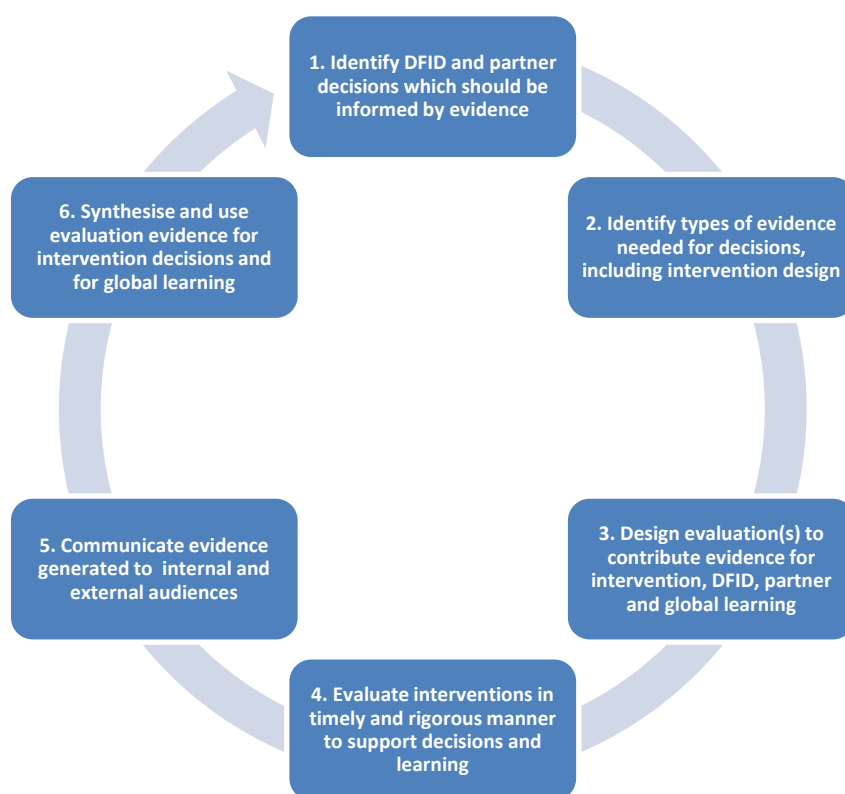 1. Identify DFID and partner
decisions which should be
informed by evidence
2. Identify types of evidence
needed for decisions,
including intervention design
3. Design evaluation(s) to
contribute evidence for
intervention, DFID, partner
and global learning
4. Evaluate interventions in
timely and rigorous manner
to support decisions and
learning
5. Communicate evidence
generated to internal and
external audiences
6. Synthesise and use
evaluation evidence for
intervention decisions and
for global learning